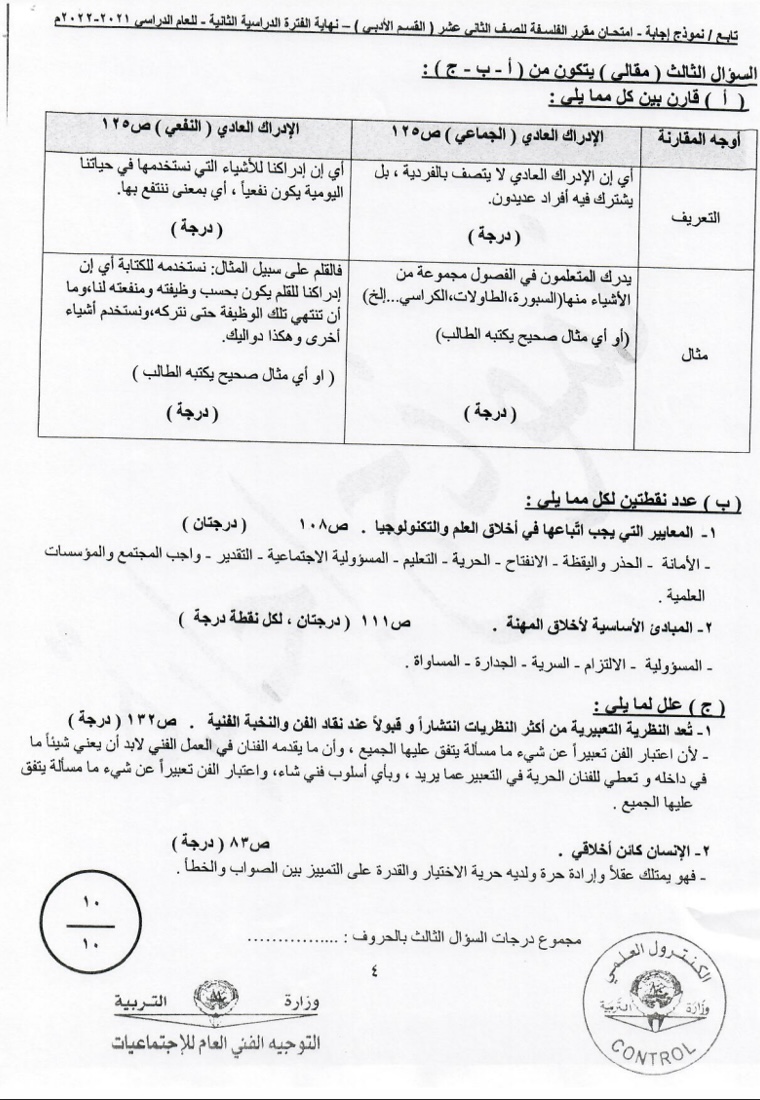 تابع / نموذج إجابة - امتحان مقرر الفلسفة للصف الثاني عشر ( القسم الأدبي ) – نهاية الفترة الدراسية الثانية - للعام الدراسي ٢٠٢١-٢٠٢٢م
السؤال الثالث ( مقالي ) يتكون من ( أ - ب - ج ) :
( أ ) قارن بين كل مما يلي :
أوجه المقارنة
الإدراك العادي ( الجماعي ) ص١٢٥
الإدراك العادي ( النفعي ) ص١٢٥
التعريف
أي إن الإدراك العادي لا يتصف بالفردية ، بل
يشترك فيه أفراد عديدون.
( درجة )
أي إن إدراكنا للأشياء التي نستخدمها في حياتنا
اليومية يكون نفعياً ، أي بمعنى ننتفع بها.
( درجة )
مثال
يدرك المتعلمون في الفصول مجموعة من
الأشياء منها(السبورة،الطاولات،الكراسي...إلخ)
(أو أي مثال صحيح يكتبه الطالب)
( درجة )
فالقلم على سبيل المثال: نستخدمه للكتابة أي إن
إدراكنا للقلم يكون بحسب وظيفته ومنفعته لنا،وما
أن تنتهي تلك الوظيفة حتى نتركه،ونستخدم أشياء
أخرى وهكذا دواليك.
( او أي مثال صحيح يكتبه الطالب )
( درجة )
( ب ) عدد نقطتين لكل مما يلي :
١- المعايير التي يجب اتّباعها في أخلاق العلم والتكنولوجيا . ص١٠٨ ( درجتان )
- الأمانة - الحذر واليقظة - الانفتاح - الحرية - التعليم - المسؤولية الاجتماعية - التقدير - واجب المجتمع والمؤسسات
العلمية .
٢- المبادئ الأساسية لأخلاق المهنة . ص١١١ ( درجتان ، لكل نقطة درجة )
- المسؤولية - الالتزام - السرية - الجدارة - المساواة .
( ج ) علل لما يلي :
١- تُعد النظرية التعبيرية من أكثر النظريات انتشاراً و قبولاً عند نقاد الفن والنخبة الفنية . ص١٣٢ ( درجة )
- لأن اعتبار الفن تعبيراً عن شيء ما مسألة يتفق عليها الجميع ، وأن ما يقدمه الفنان في العمل الفني لابد أن يعني شيئاً ما
في داخله و تعطي للفنان الحرية في التعبيرعما يريد ، وبأي أسلوب فني شاء، واعتبار الفن تعبيراً عن شيء ما مسألة يتفق
عليها الجميع .
٢- الإنسان كائن أخلاقي . ص٨٣ ( درجة )
- فهو يمتلك عقلاً وإرادة حرة ولديه حرية الاختيار والقدرة على التمييز بين الصواب والخطأ .
١٠
١٠
مجموع درجات السؤال الثالث بالحروف : .................
٤
وزارة التربية
التوجيه الفني العام للإجتماعيات
الكنترول العلمي
وزارة التربية
CONTROL